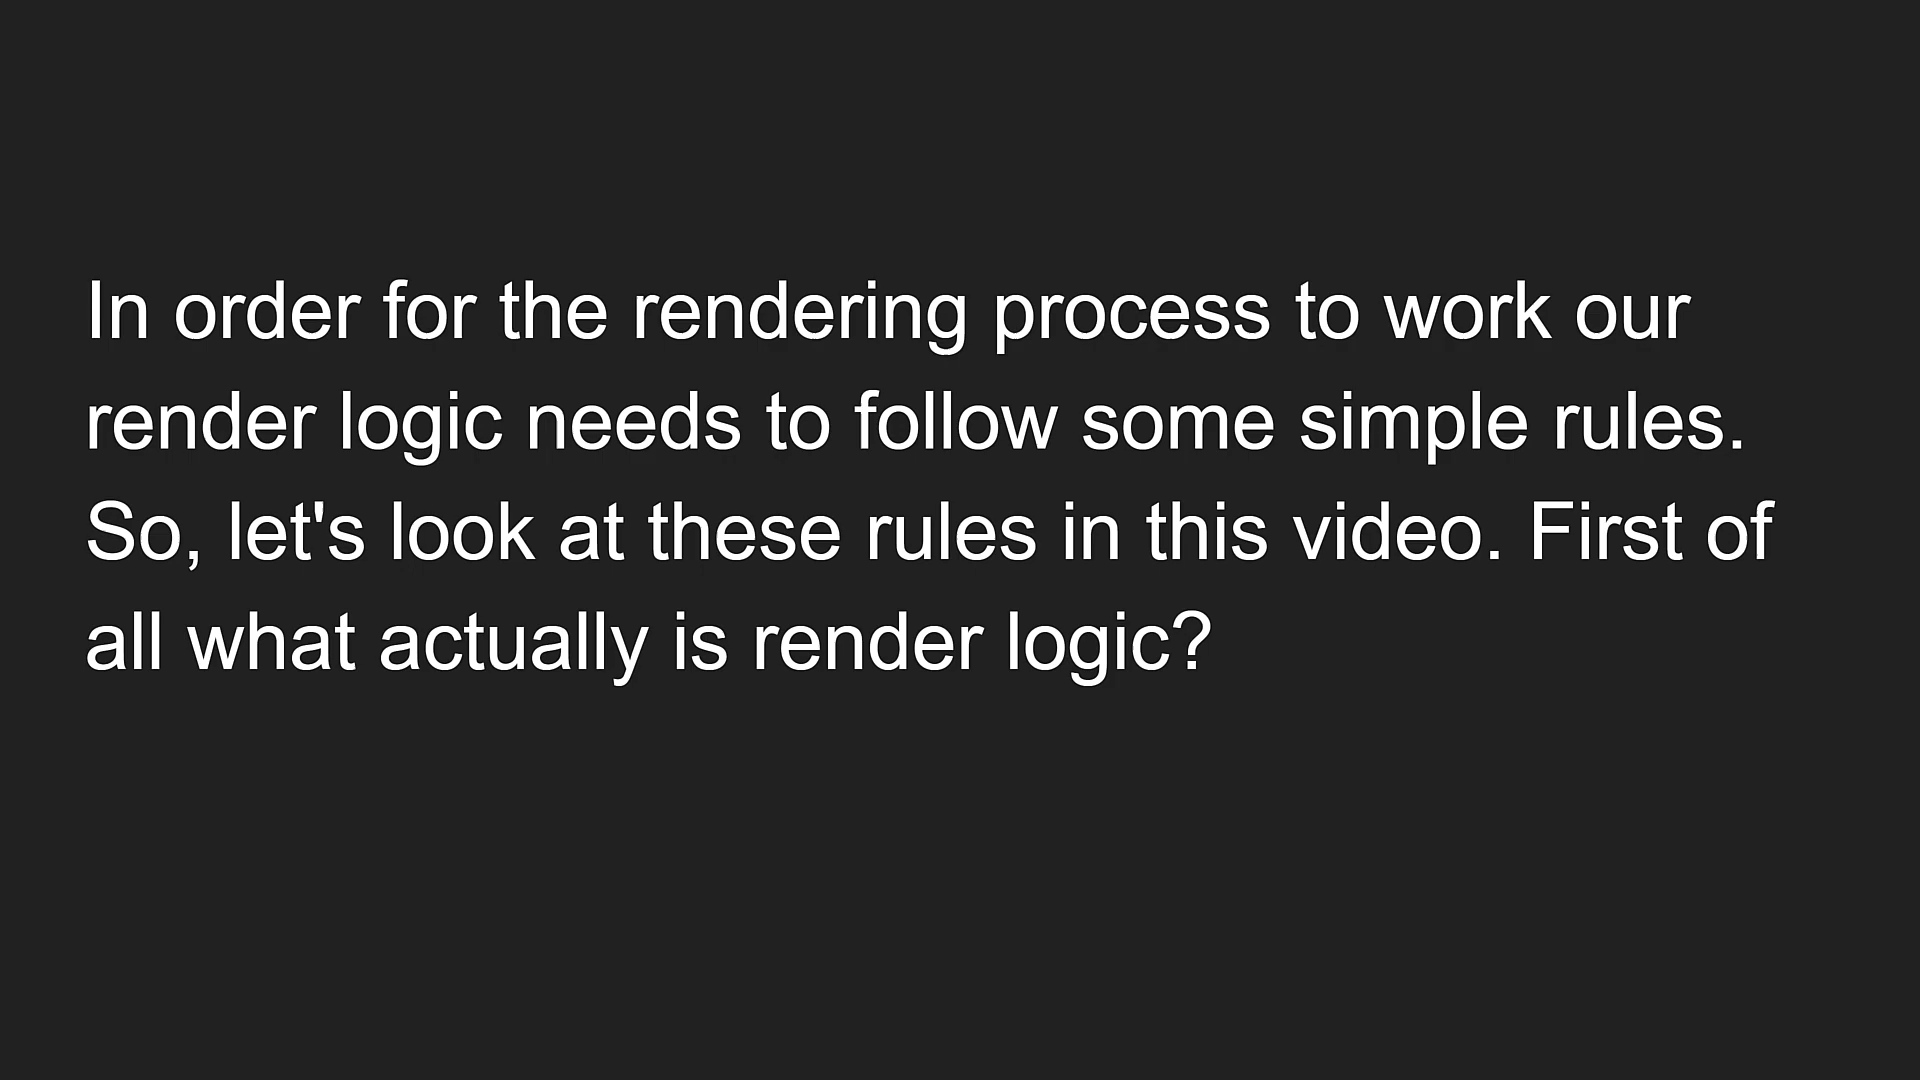 In order for the rendering process to work our
render logic needs to follow some simple rules.
So, let's look at these rules in this video. First of
all what actually is render logic?